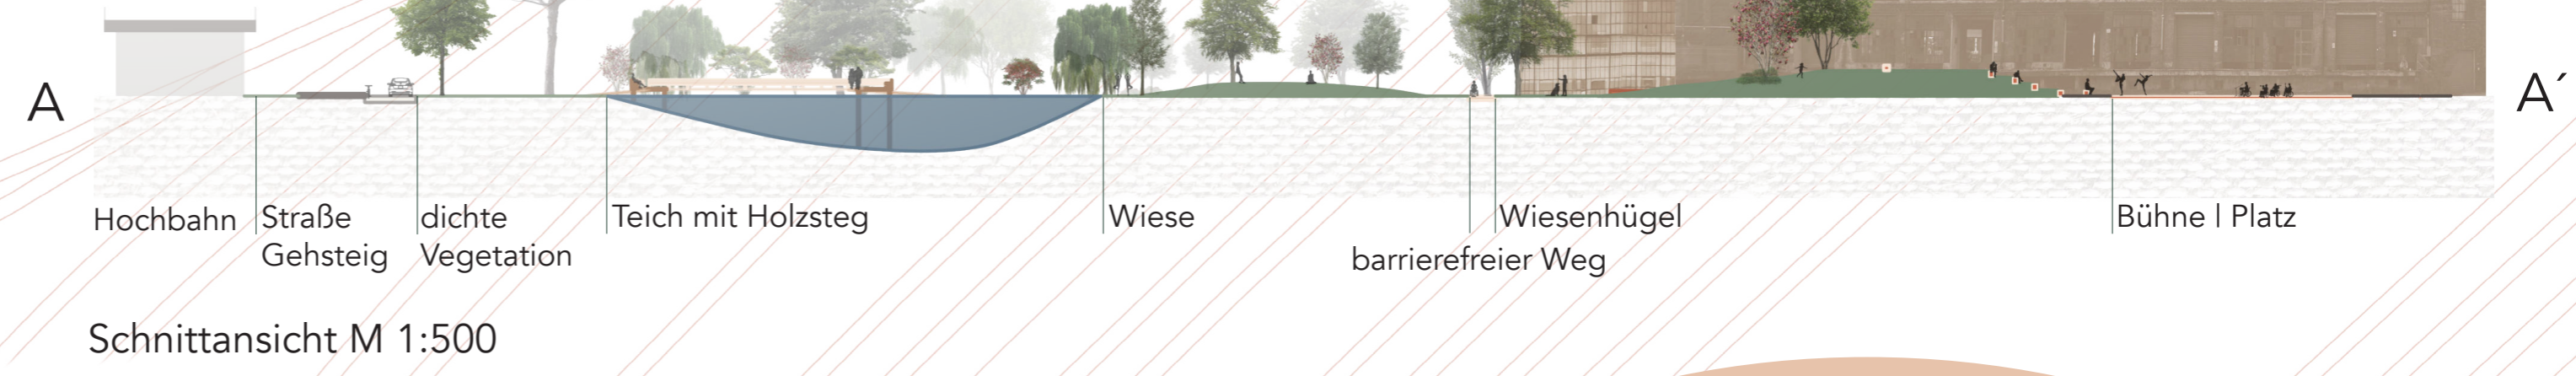 A
A´
Hochbahn
Straße
Gehsteig
dichte
Vegetation
Teich mit Holzsteg
Wiese
barrierefreier Weg
Wiesenhügel
Bühne | Platz
Schnittansicht M 1:500